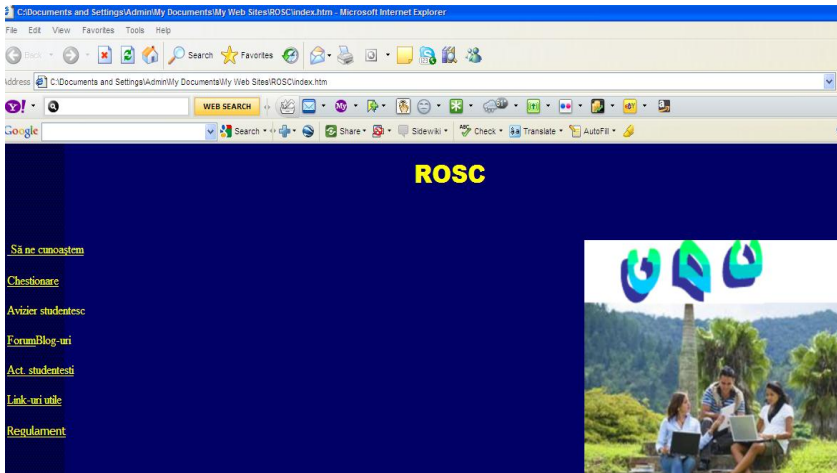 C:\Documents and Settings\Admin\My Documents\My Web Sites\ROSC\index.htm - Microsoft Internet Explorer
File Edit View Favorites Tools Help
Back Search Favorites
Address C:\Documents and Settings\Admin\My Documents\My Web Sites\ROSC\index.htm
Y! WEB SEARCH My
Google Search Share Sidewiki Check Translate AutoFill
ROSC
Să ne cunoaştem
Chestionare
Avizier studentesc
ForumBlog-uri
Act. studentesti
Link-uri utile
Regulament